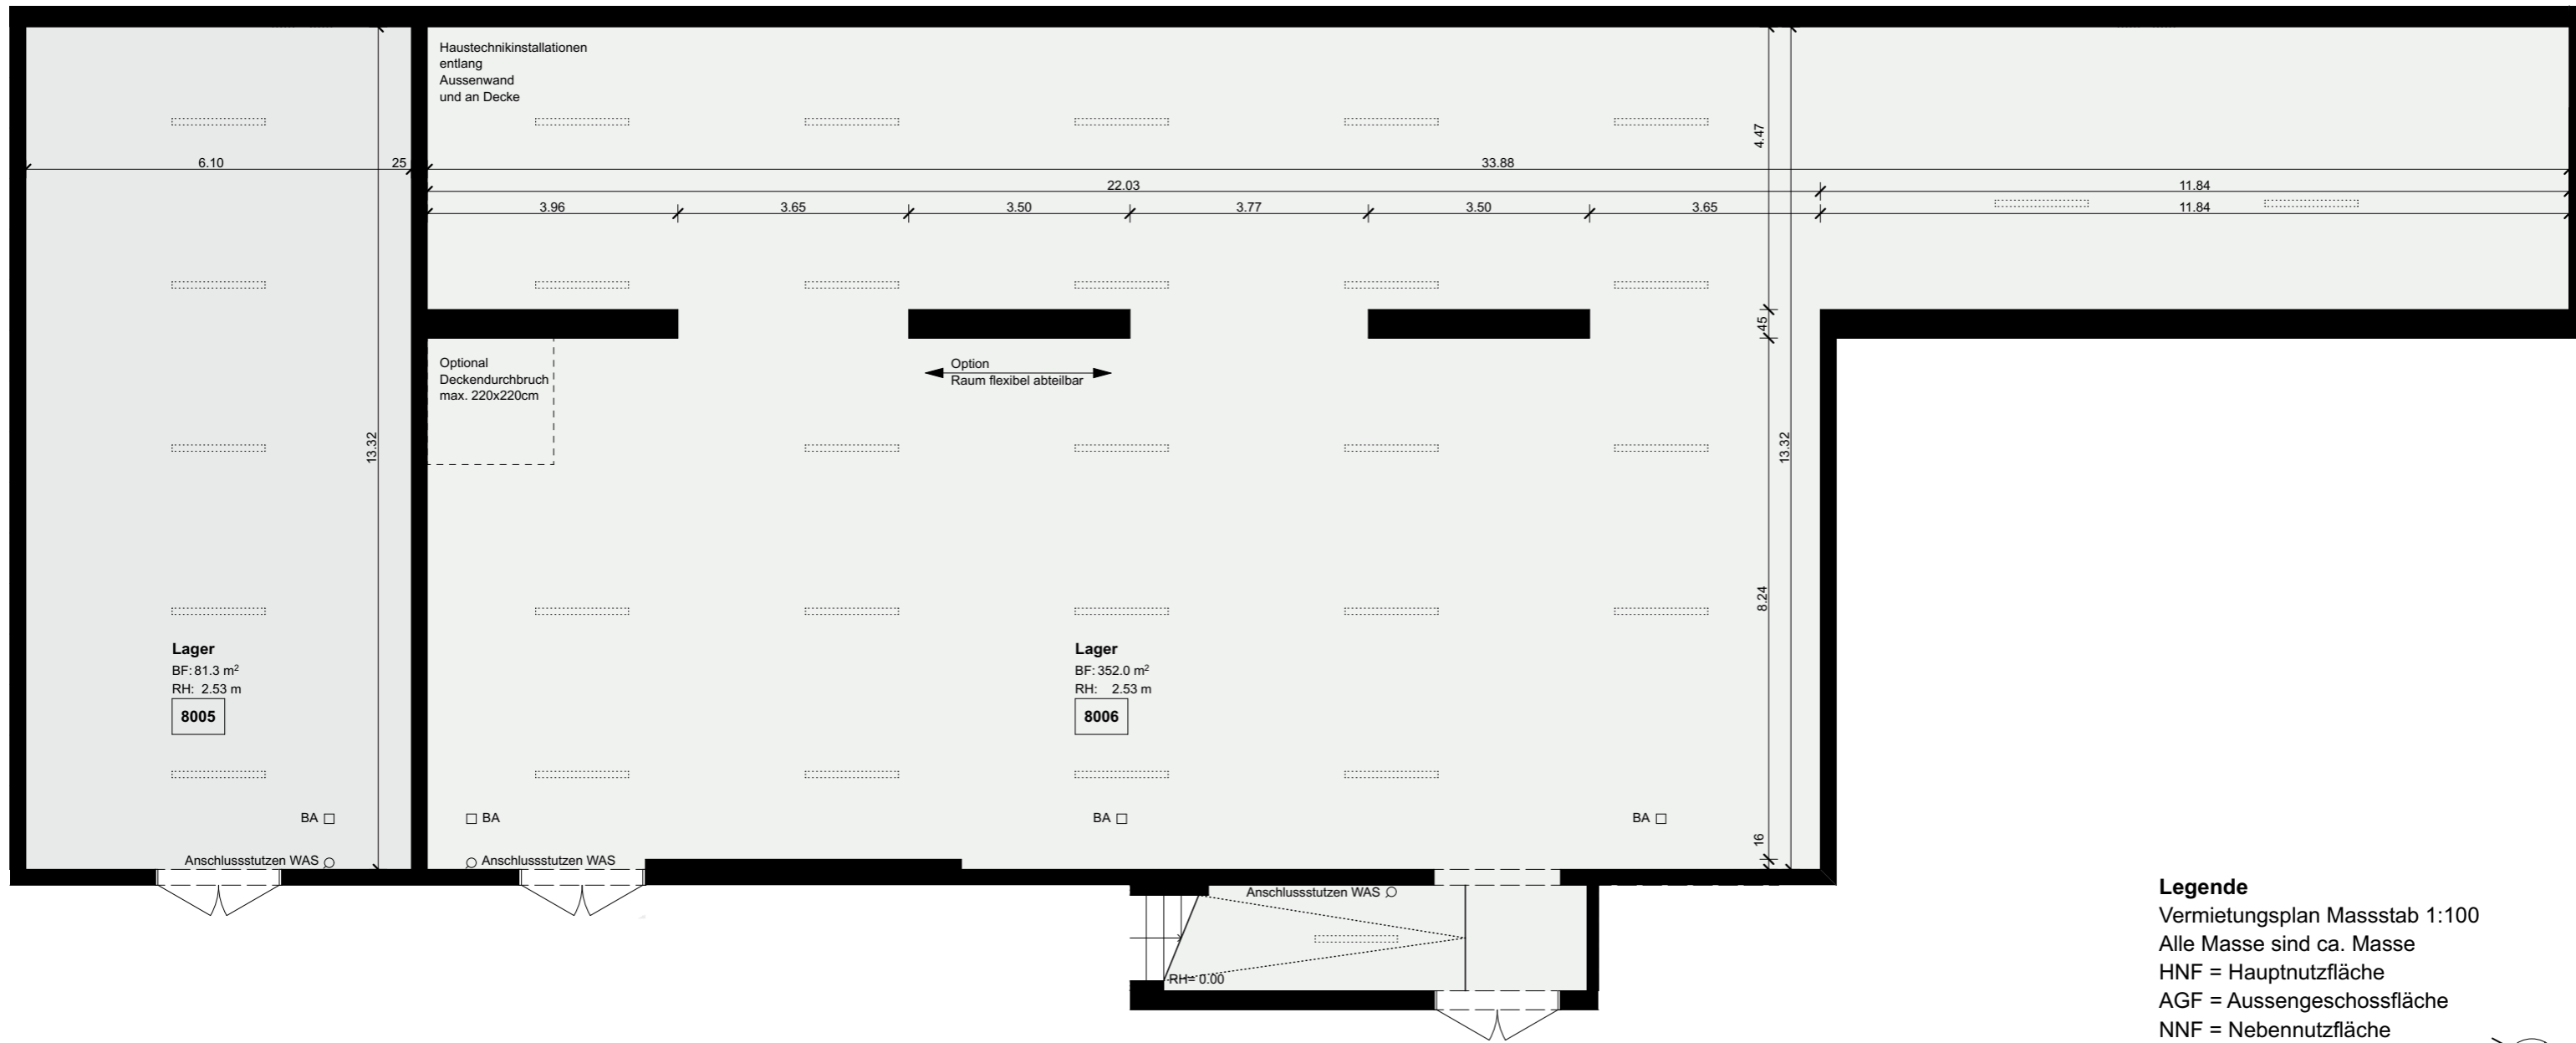 Haustechnikinstallationen
entlang
Aussenwand
und an Decke
4.47
6.10
25
33.88
22.03
11.84
3.96
3.65
3.50
3.77
3.50
3.65
11.84
45
Optional
Deckendurchbruch
max. 220x220cm
Option
Raum flexibel abteilbar
13.32
13.32
8.24
Lager
BF: 81.3 m²
RH: 2.53 m
8005
Lager
BF: 352.0 m²
RH: 2.53 m
8006
BA
BA
BA
BA
16
Anschlussstutzen WAS
Anschlussstutzen WAS
Anschlussstutzen WAS
RH= 0.00
Legende
Vermietungsplan Massstab 1:100
Alle Masse sind ca. Masse
HNF = Hauptnutzfläche
AGF = Aussengeschossfläche
NNF = Nebennutzfläche